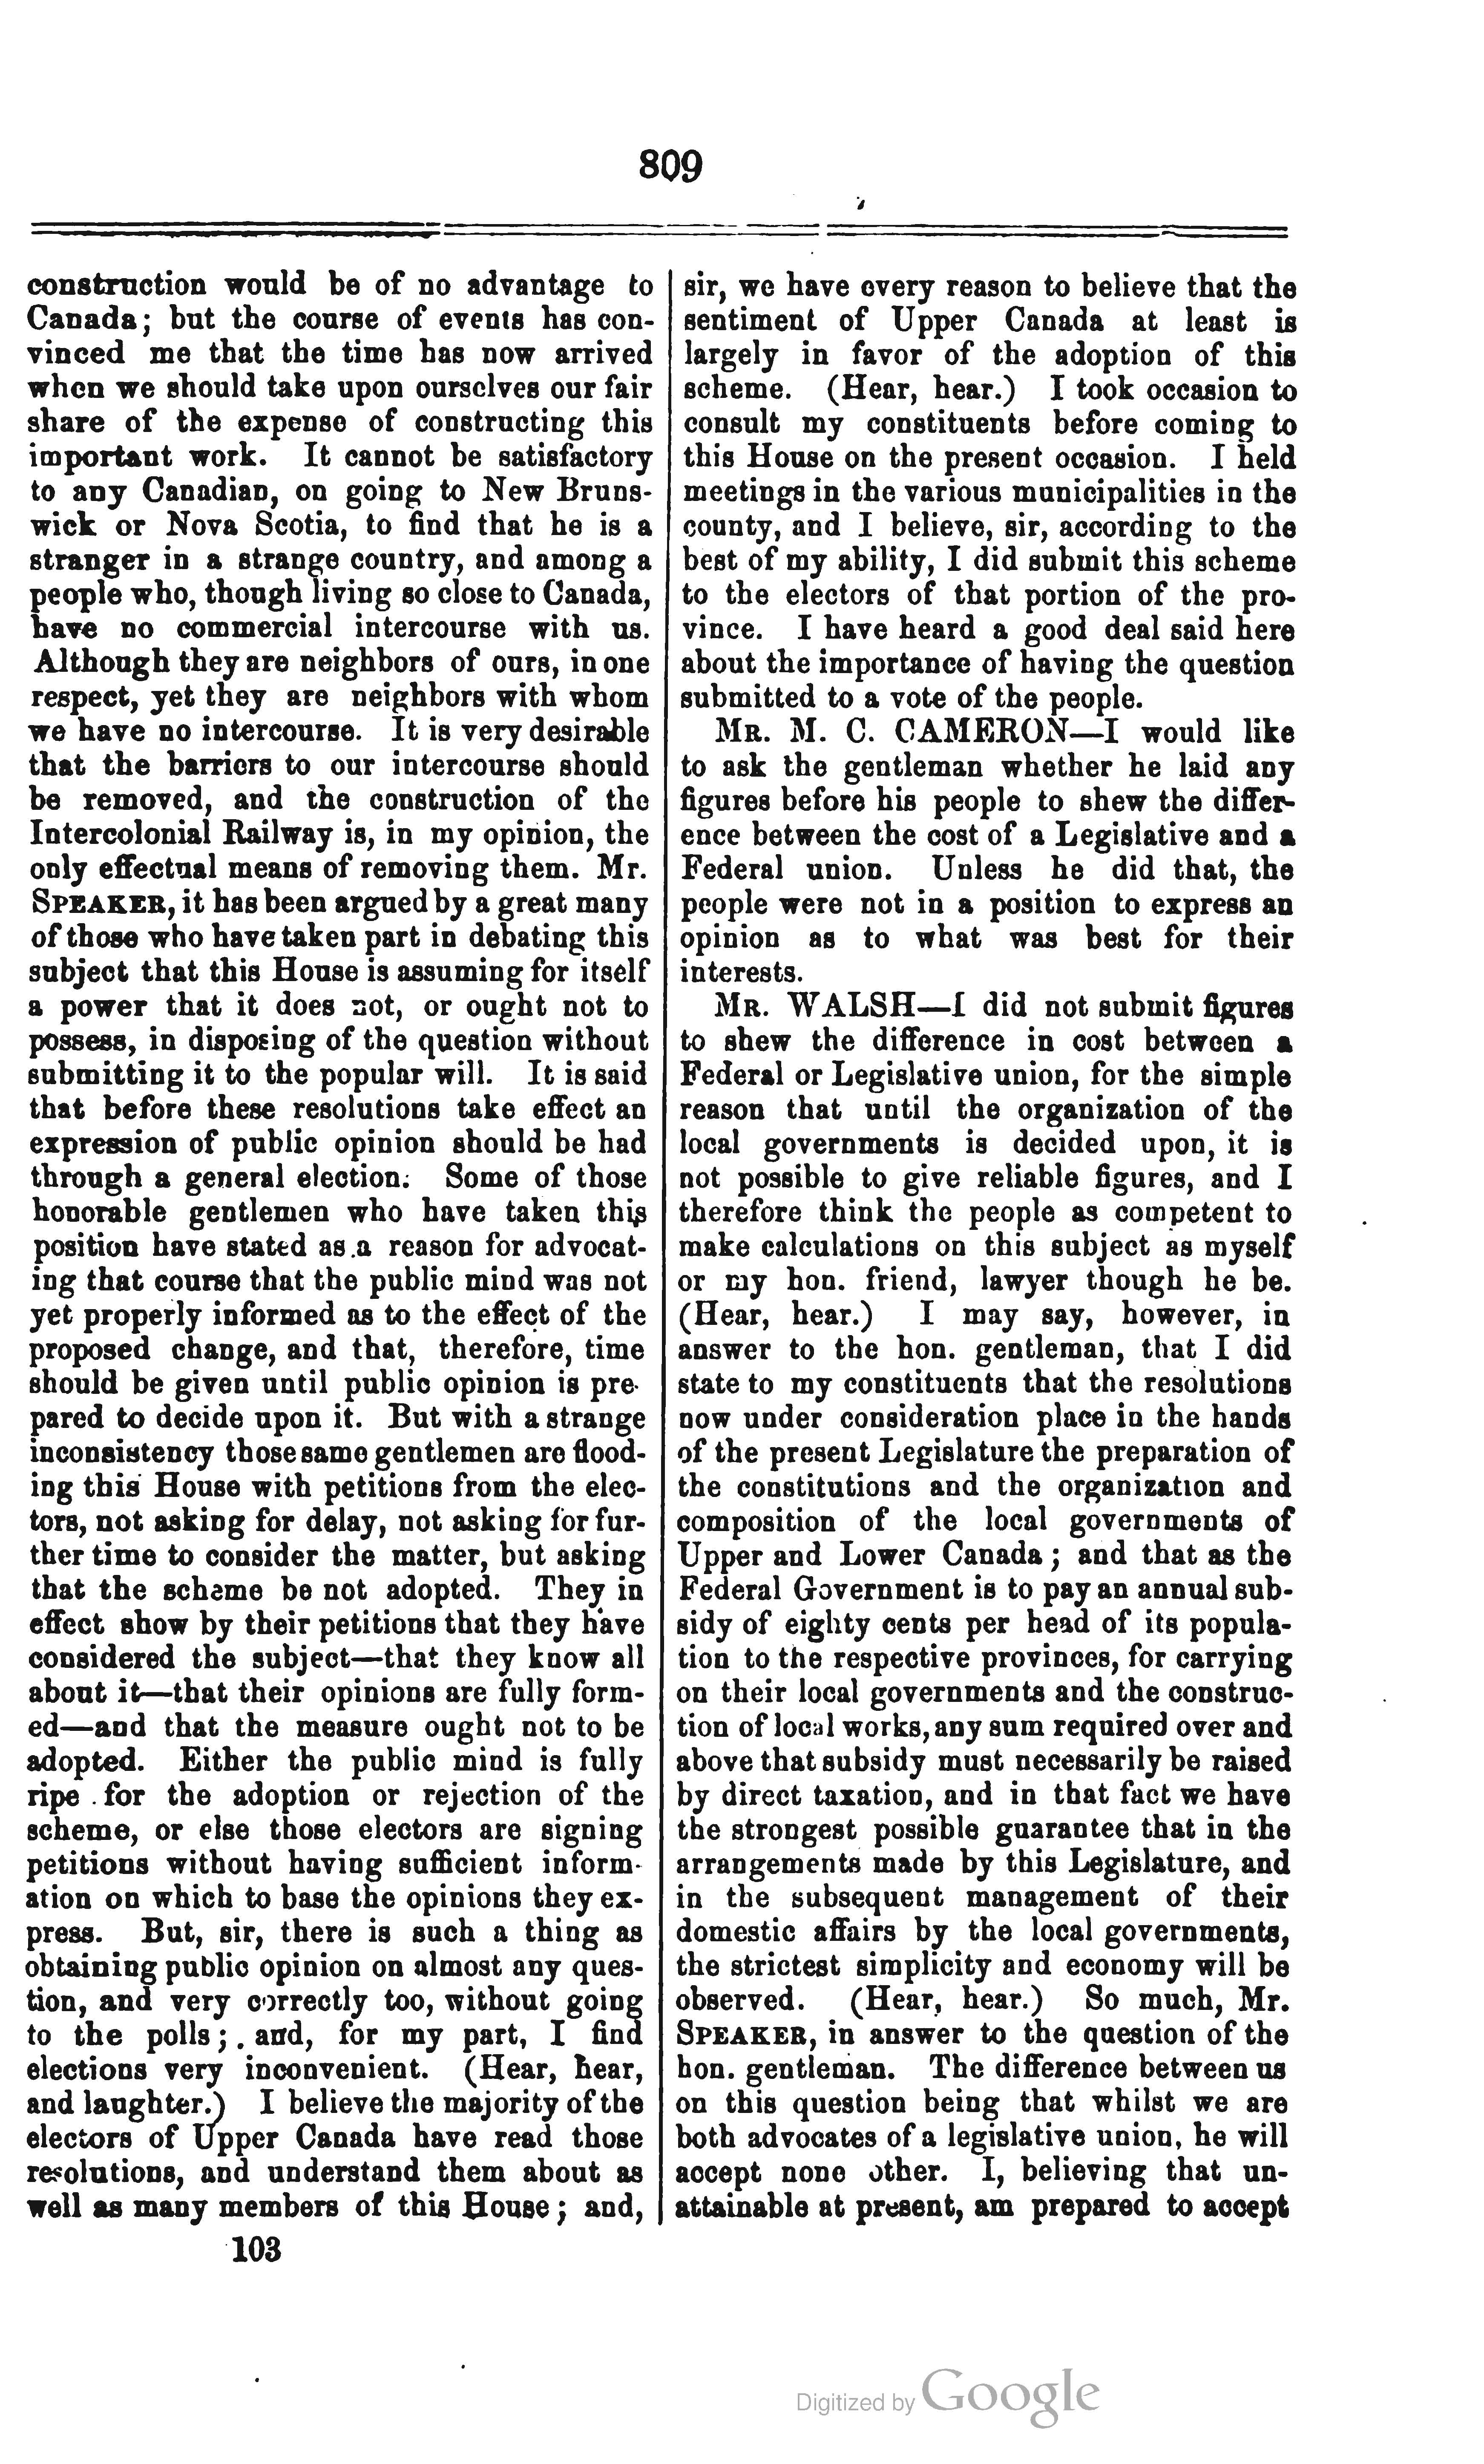 809
construction would be of no advantage to
Canada; but the course of events has con-
vinced me that the time has now arrived
when we should take upon ourselves our fair
share of the expense of constructing this
important work. It cannot be satisfactory
to any Canadian, on going to New Bruns-
wick or Nova Scotia, to find that he is a
stranger in a strange country, and among a
people who, though living so close to Canada,
have no commercial intercourse with us.
Although they are neighbors of ours, in one
respect, yet they are neighbors with whom
we have no intercourse. It is very desirable
that the barriers to our intercourse should
be removed, and the construction of the
Intercolonial Railway is, in my opinion, the
only effectual means of removing them. Mr.
SPEAKER, it has been argued by a great many
of those who have taken part in debating this
subject that this House is assuming for itself
a power that it does not, or ought not to
possess, in disposing of the question without
submitting it to the popular will. It is said
that before these resolutions take effect an
expression of public opinion should be had
through a general election. Some of those
honorable gentlemen who have taken this
position have stated as a reason for advocat-
ing that course that the public mind was not
yet properly informed as to the effect of the
proposed change, and that, therefore, time
should be given until public opinion is pre-
pared to decide upon it. But with a strange
inconsistency those same gentlemen are flood-
ing this House with petitions from the elec-
tors, not asking for delay, not asking for fur-
ther time to consider the matter, but asking
that the scheme be not adopted. They in
effect show by their petitions that they have
considered the subject—that they know all
about it—that their opinions are fully form-
ed—and that the measure ought not to be
adopted. Either the public mind is fully
ripe for the adoption or rejection of the
scheme, or else those electors are signing
petitions without having sufficient inform-
ation on which to base the opinions they ex-
press. But, sir, there is such a thing as
obtaining public opinion on almost any ques-
tion, and very correctly too, without going
to the polls; and, for my part, I find
elections very inconvenient. (Hear, hear,
and laughter.) I believe the majority of the
electors of Upper Canada have read those
resolutions, and understand them about as
well as many members of this House; and,
103
sir, we have every reason to believe that the
sentiment of Upper Canada at least is
largely in favor of the adoption of this
scheme. (Hear, hear.) I took occasion to
consult my constituents before coming to
this House on the present occasion. I held
meetings in the various municipalities in the
county, and I believe, sir, according to the
best of my ability, I did submit this scheme
to the electors of that portion of the pro-
vince. I have heard a good deal said here
about the importance of having the question
submitted to a vote of the people.
MR. M. C. CAMERON—I would like
to ask the gentleman whether he laid any
figures before his people to shew the differ-
ence between the cost of a Legislative and a
Federal union. Unless he did that, the
people were not in a position to express an
opinion as to what was best for their
interests.
MR. WALSH—I did not submit figures
to shew the difference in cost between a
Federal or Legislative union, for the simple
reason that until the organization of the
local governments is decided upon, it is
not possible to give reliable figures, and I
therefore think the people as competent to
make calculations on this subject as myself
or my hon. friend, lawyer though he be.
(Hear, hear.) I may say, however, in
answer to the hon. gentleman, that I did
state to my constituents that the resolutions
now under consideration place in the hands
of the present Legislature the preparation of
the constitutions and the organization and
composition of the local governments of
Upper and Lower Canada; and that as the
Federal Government is to pay an annual sub-
sidy of eighty cents per head of its popula-
tion to the respective provinces, for carrying
on their local governments and the construc-
tion of local works, any sum required over and
above that subsidy must necessarily be raised
by direct taxation, and in that fact we have
the strongest possible guarantee that in the
arrangements made by this Legislature, and
in the subsequent management of their
domestic affairs by the local governments,
the strictest simplicity and economy will be
observed. (Hear, hear.) So much, Mr.
SPEAKER, in answer to the question of the
hon. gentleman. The difference between us
on this question being that whilst we are
both advocates of a legislative union, he will
accept none other. I, believing that un-
attainable at present, am prepared to accept
Digitized by Google